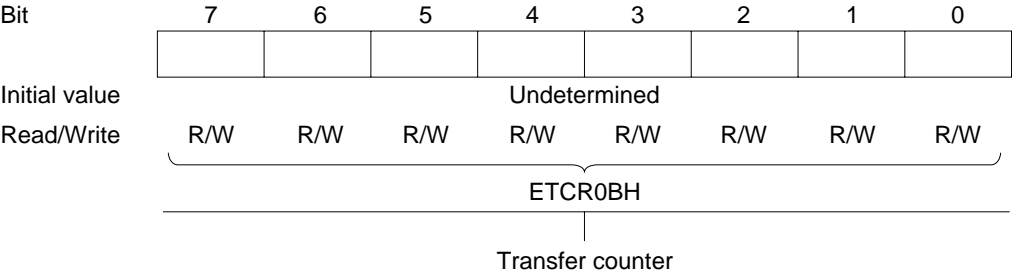 Bit 7 6 5 4 3 2 1 0
Initial value Undetermined
Read/Write R/W R/W R/W R/W R/W R/W R/W R/W
ETCR0BH
Transfer counter